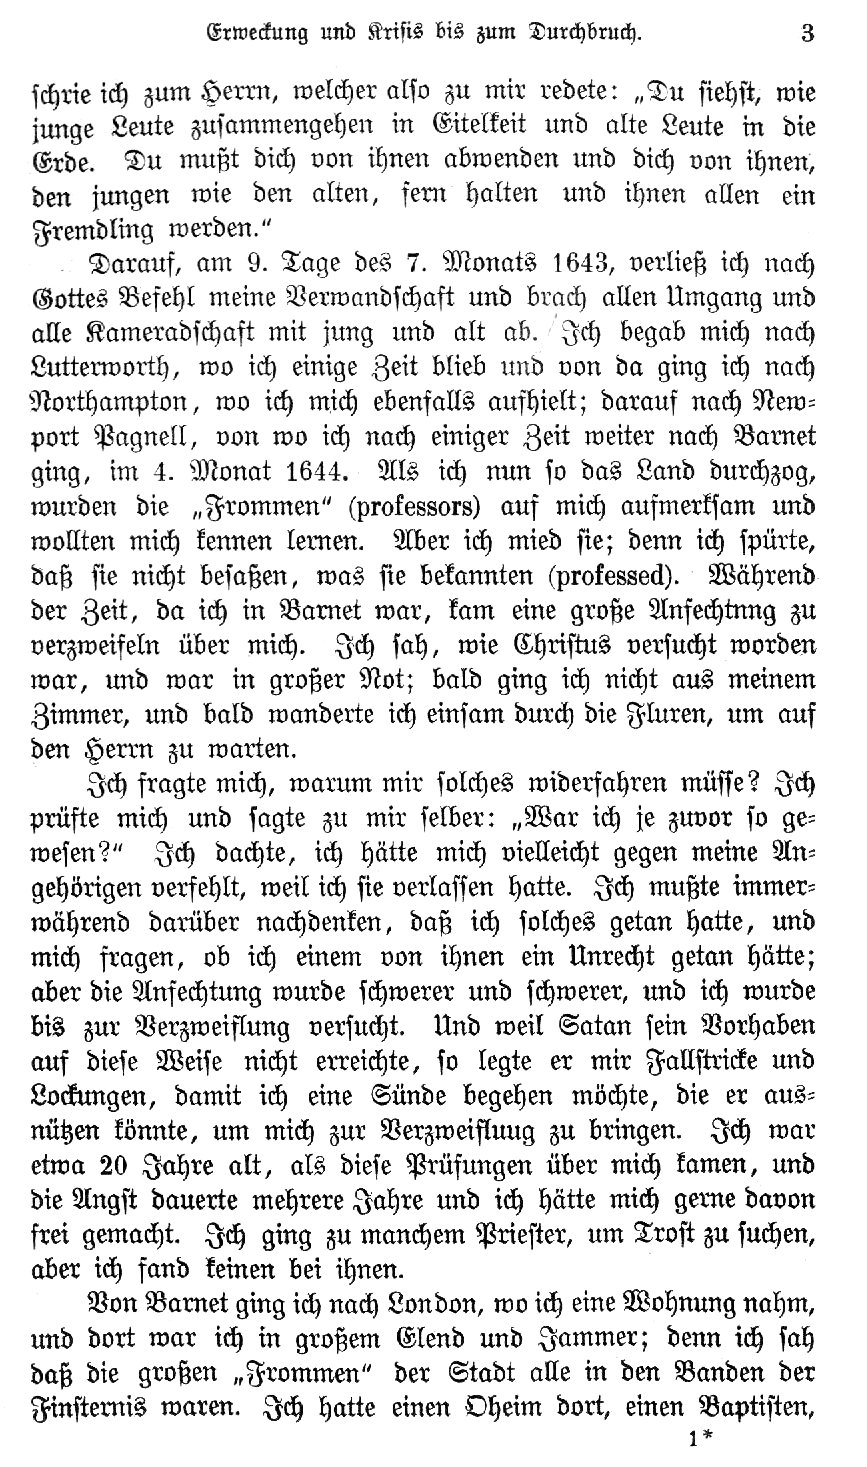 Erweckung und Krisis bis zum Durchbruch. 3
schrie ich zum Herrn, welcher also zu mir redete: „Du siehst, wie
junge Leute zusammengehen in Eitelkeit und alte Leute in die
Erde. Du mußt dich von ihnen abwenden und dich von ihnen,
den jungen wie den alten, fern halten und ihnen allen ein
Fremdling werden.“
Darauf, am 9. Tage des 7. Monats 1643, verließ ich nach
Gottes Befehl meine Verwandschaft und brach allen Umgang und
alle Kameradschaft mit jung und alt ab. Ich begab mich nach
Lutterworth, wo ich einige Zeit blieb und von da ging ich nach
Northampton, wo ich mich ebenfalls aufhielt; darauf nach New-
port Pagnell, von wo ich nach einiger Zeit weiter nach Barnet
ging, im 4. Monat 1644. Als ich nun so das Land durchzog,
wurden die „Frommen“ (professors) auf mich aufmerksam und
wollten mich kennen lernen. Aber ich mied sie; denn ich spürte,
daß sie nicht besaßen, was sie bekannten (professed). Während
der Zeit, da ich in Barnet war, kam eine große Anfechtnng zu
verzweifeln über mich. Ich sah, wie Christus versucht worden
war, und war in großer Not; bald ging ich nicht aus meinem
Zimmer, und bald wanderte ich einsam durch die Fluren, um auf
den Herrn zu warten.
Ich fragte mich, warum mir solches widerfahren müsse? Ich
prüfte mich und sagte zu mir selber: „War ich je zuvor so ge-
wesen?“ Ich dachte, ich hätte mich vielleicht gegen meine An-
gehörigen verfehlt, weil ich sie verlassen hatte. Ich mußte immer-
während darüber nachdenken, daß ich solches getan hatte, und
mich fragen, ob ich einem von ihnen ein Unrecht getan hätte;
aber die Anfechtung wurde schwerer und schwerer, und ich wurde
bis zur Verzweiflung versucht. Und weil Satan sein Vorhaben
auf diese Weise nicht erreichte, so legte er mir Fallstricke und
Lockungen, damit ich eine Sünde begehen möchte, die er aus-
nützen könnte, um mich zur Verzweifluug zu bringen. Ich war
etwa 20 Jahre alt, als diese Prüfungen über mich kamen, und
die Angst dauerte mehrere Jahre und ich hätte mich gerne davon
frei gemacht. Ich ging zu manchem Priester, um Trost zu suchen,
aber ich fand keinen bei ihnen.
Von Barnet ging ich nach London, wo ich eine Wohnung nahm,
und dort war ich in großem Elend und Jammer; denn ich sah
daß die großen „Frommen“ der Stadt alle in den Banden der
Finsternis waren. Ich hatte einen Oheim dort, einen Baptisten,
1*